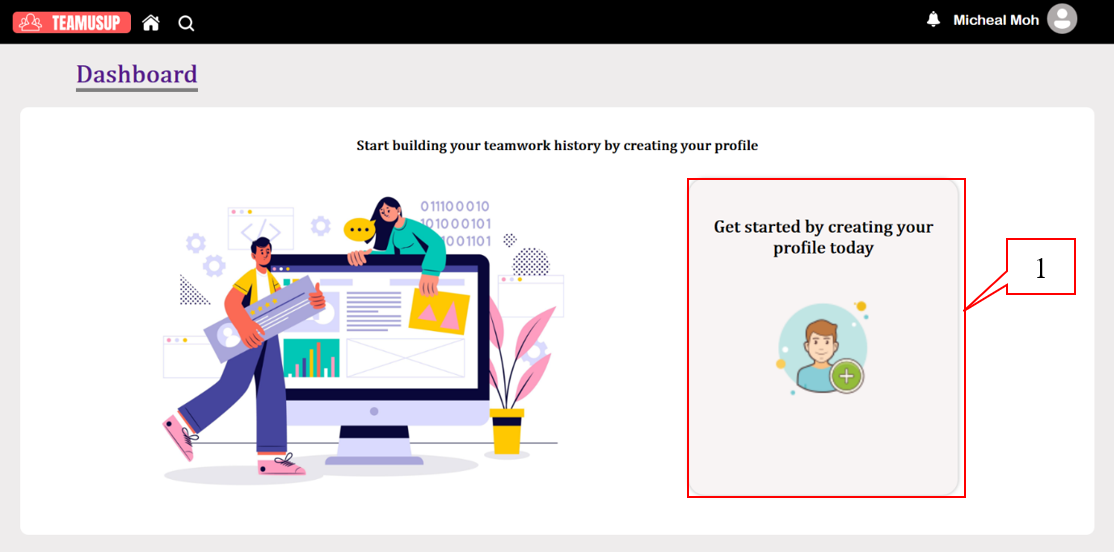 TEAMUSUP
Micheal Moh
Dashboard
Start building your teamwork history by creating your profile
011100010
101000101
1001101
Get started by creating your
profile today
1